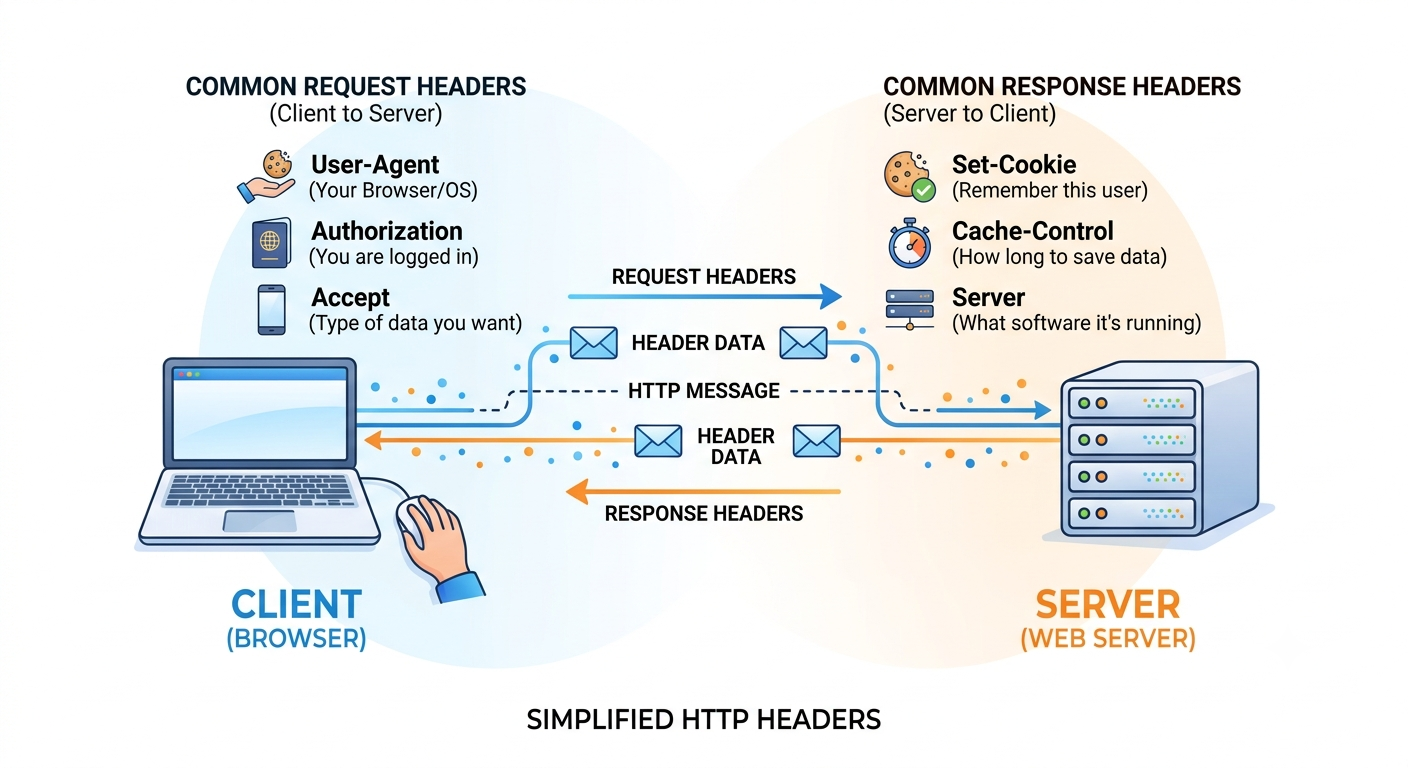 COMMON REQUEST HEADERS
(Client to Server)
User-Agent
(Your Browser/OS)
Authorization
(You are logged in)
Accept
(Type of data you want)
COMMON RESPONSE HEADERS
(Server to Client)
Set-Cookie
(Remember this user)
Cache-Control
(How long to save data)
Server
(What software it's running)
REQUEST HEADERS
HEADER DATA
HTTP MESSAGE
HEADER
DATA
RESPONSE HEADERS
CLIENT
(BROWSER)
SERVER
(WEB SERVER)
SIMPLIFIED HTTP HEADERS